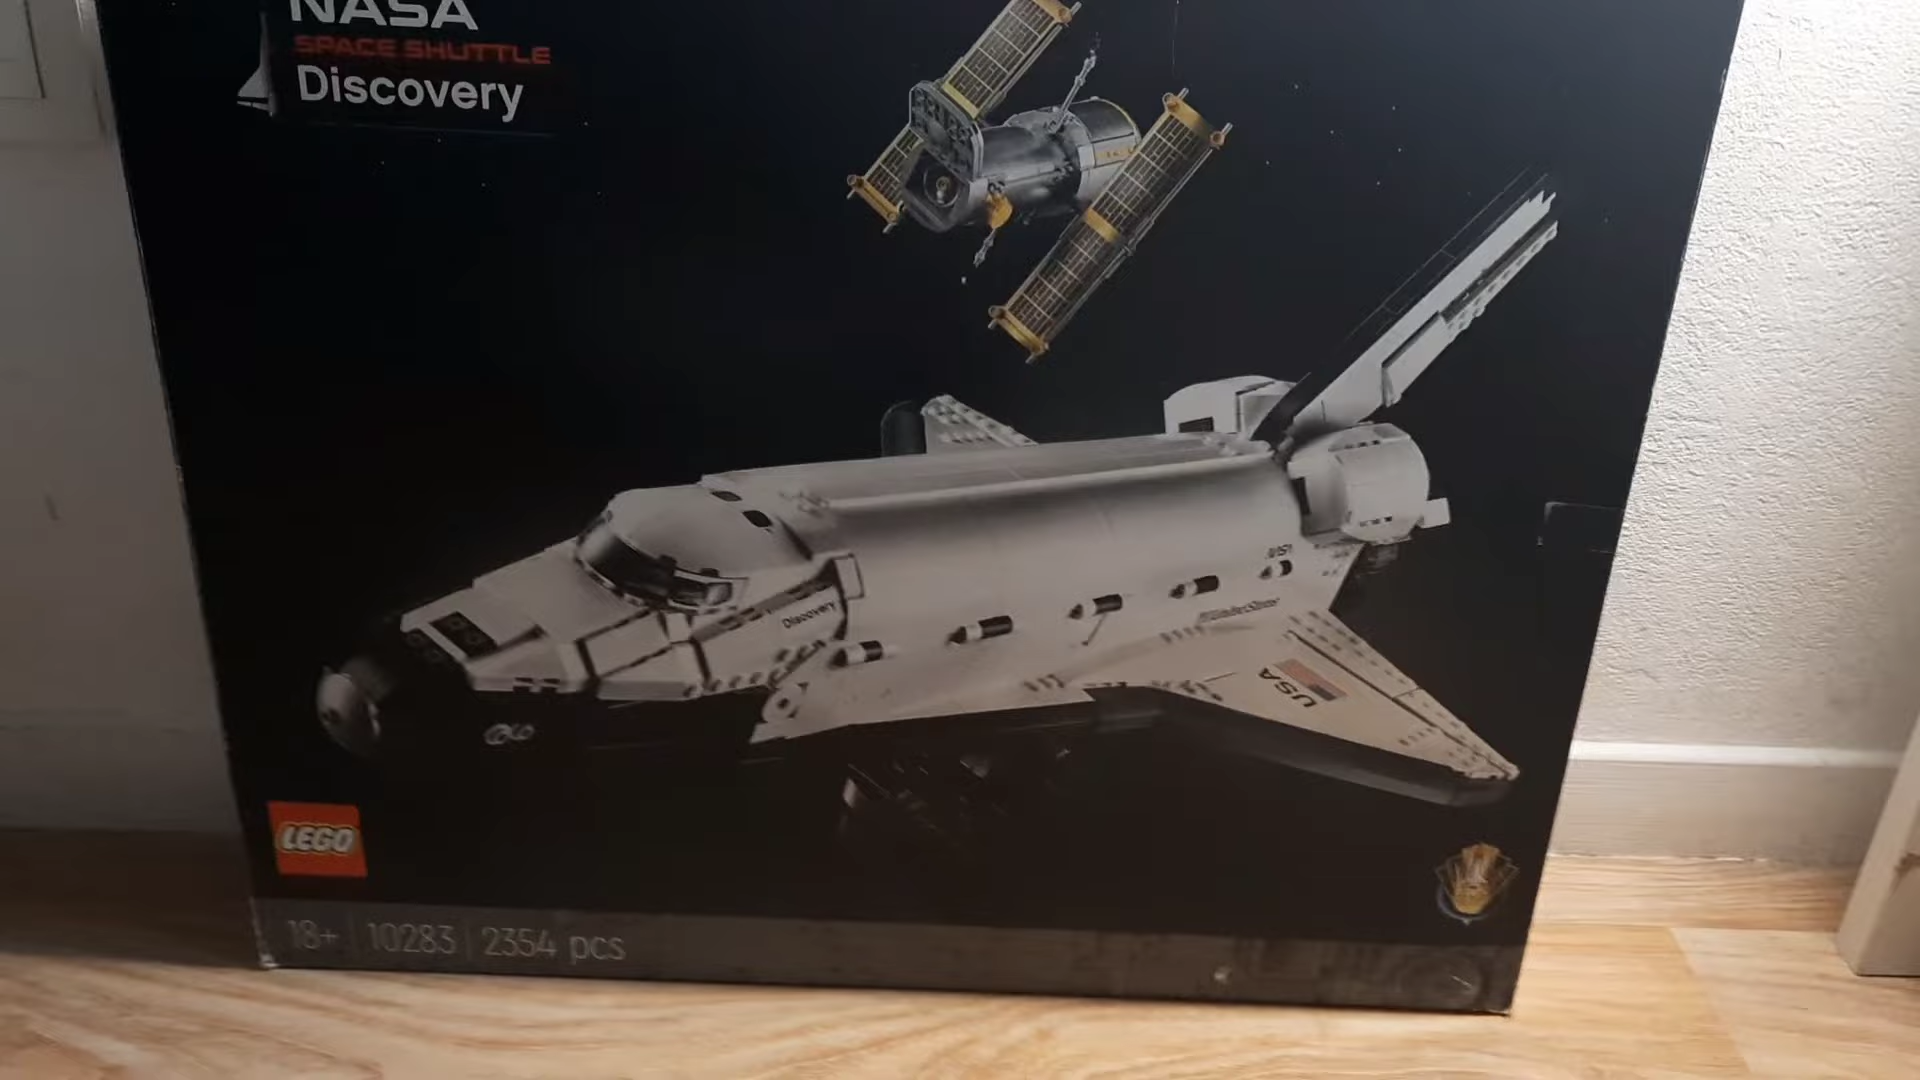 NASA
SPACE SHUTTLE
Discovery
Discovery
USA
LEGO
18+ | 10283 | 2354 pcs